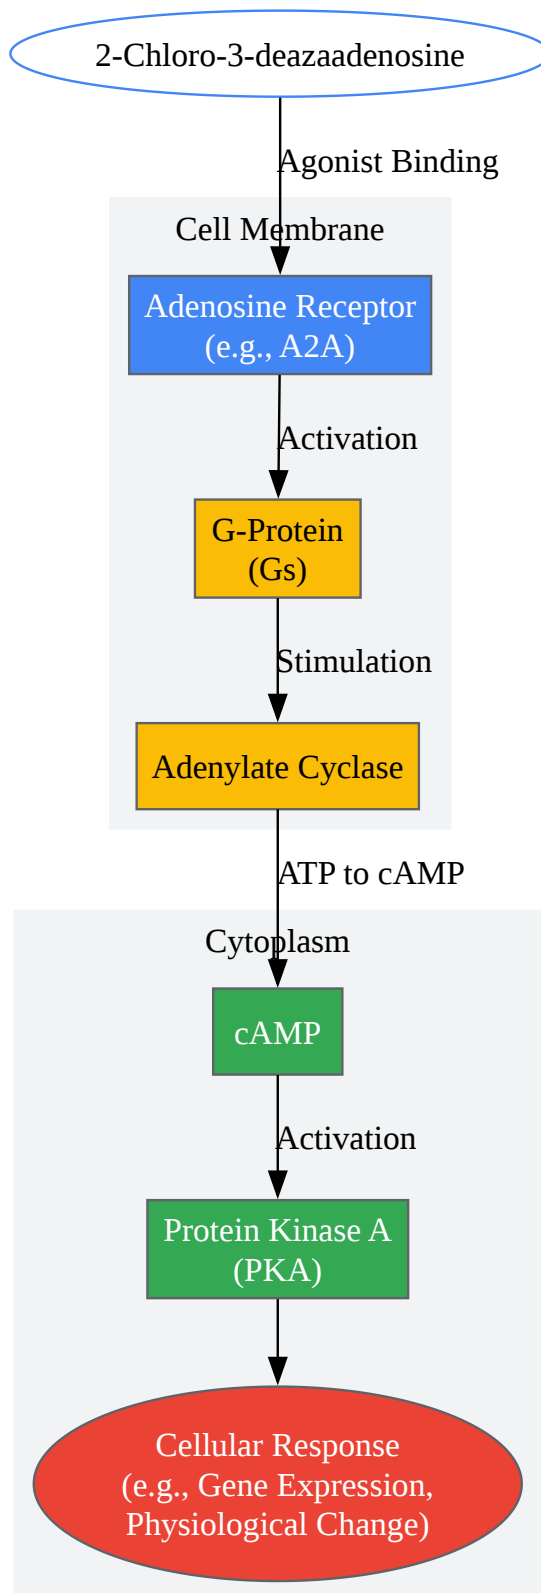 2-Chloro-3-deazaadenosine
Agonist Binding
Cell Membrane
Adenosine Receptor
(e.g., A2A)
Activation
G-Protein
(Gs)
Stimulation
Adenylate Cyclase
ATP to cAMP
Cytoplasm
cAMP
Activation
Protein Kinase A
(PKA)
Cellular Response
(e.g., Gene Expression,
Physiological Change)